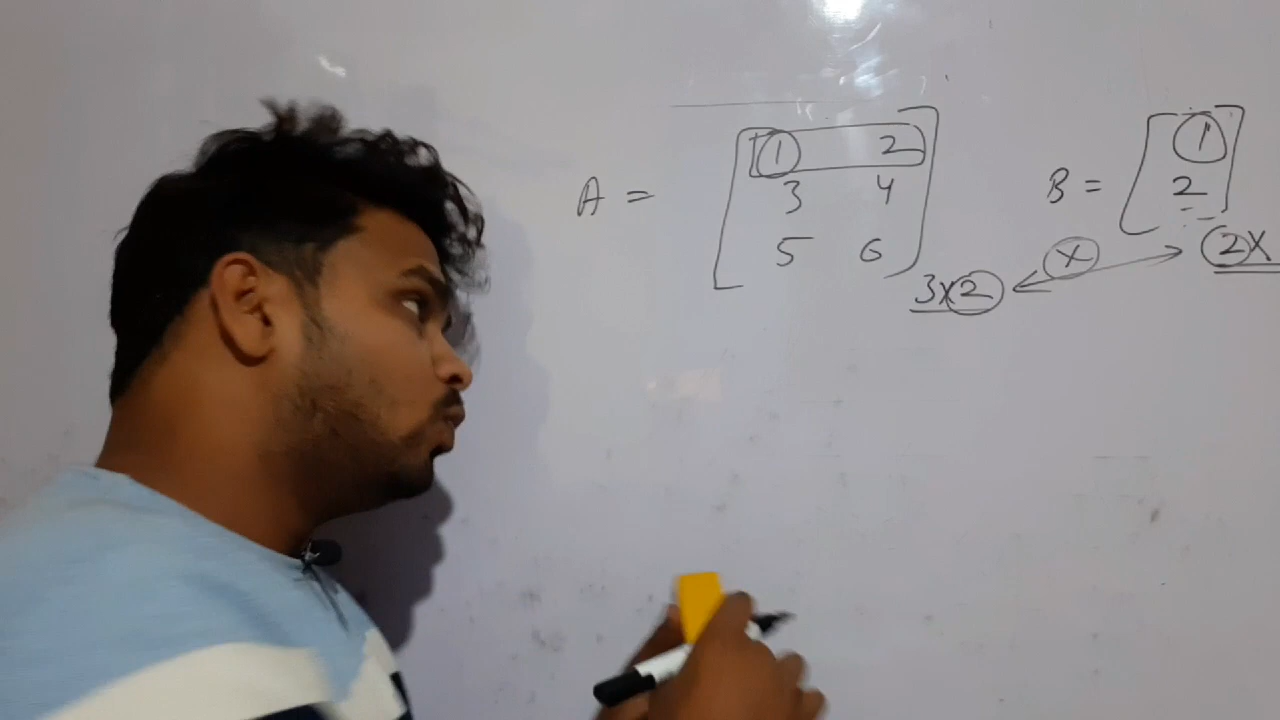 A = [ 1 2
3 4
5 6 ] 3x2
B = [ 1
2 ] 2x
x